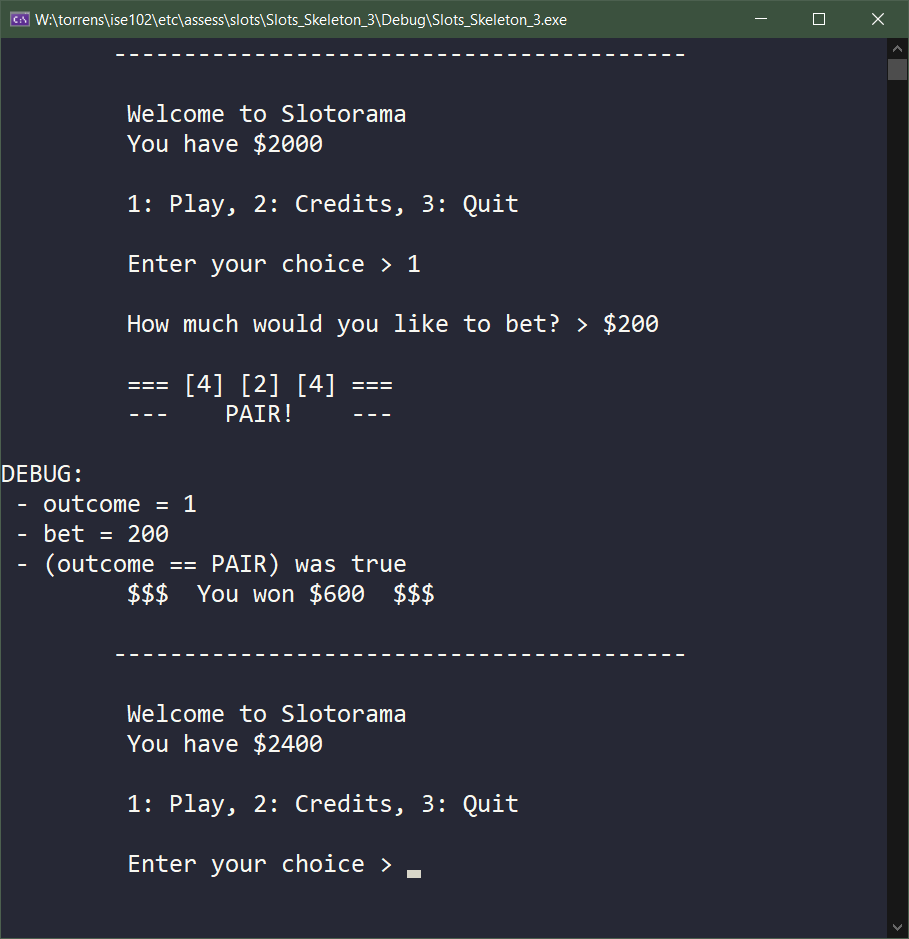 W:\torrens\ise102\etc\assess\slots\Slots_Skeleton_3\Debug\Slots_Skeleton_3.exe
-----------------------------------------
Welcome to Slotorama
You have $2000
1: Play, 2: Credits, 3: Quit
Enter your choice > 1
How much would you like to bet? > $200
=== [4] [2] [4] ===
---    PAIR!    ---
DEBUG:
- outcome = 1
- bet = 200
- (outcome == PAIR) was true
$$$  You won $600  $$$
-----------------------------------------
Welcome to Slotorama
You have $2400
1: Play, 2: Credits, 3: Quit
Enter your choice >